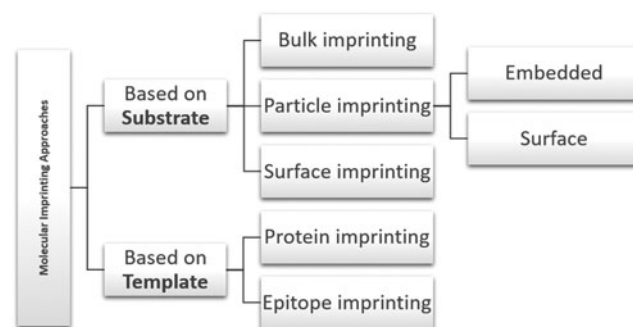 Molecular Imprinting Approaches
Based on
Substrate
Bulk imprinting
Particle imprinting
Embedded
Surface
Surface imprinting
Based on
Template
Protein imprinting
Epitope imprinting